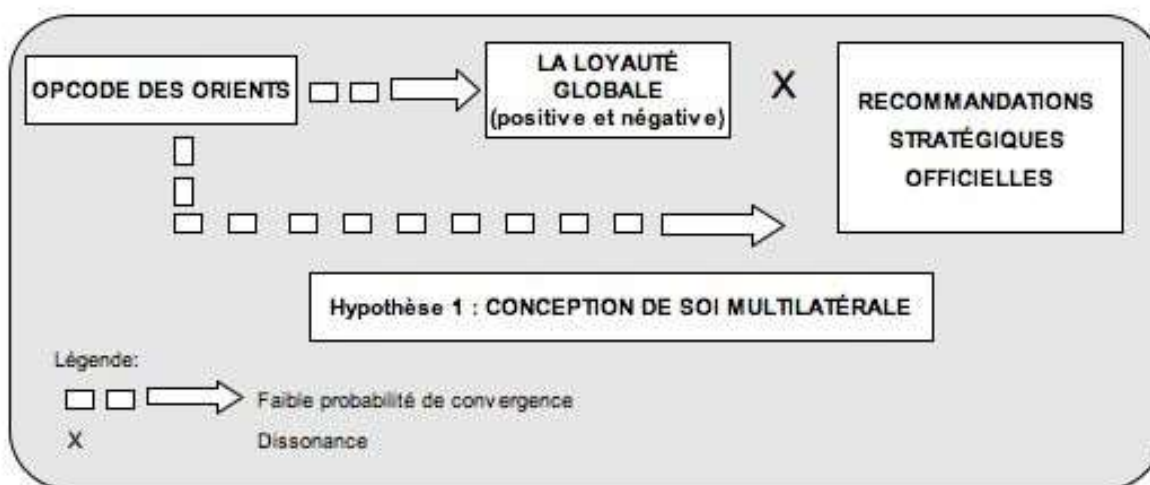 OPCODE DES ORIENTS
LA LOYAUTÉ
GLOBALE
(positive et négative)
X
RECOMMANDATIONS
STRATÉGIQUES
OFFICIELLES
Hypothèse 1 : CONCEPTION DE SOI MULTILATÉRALE
Légende:
Faible probabilité de convergence
X Dissonance